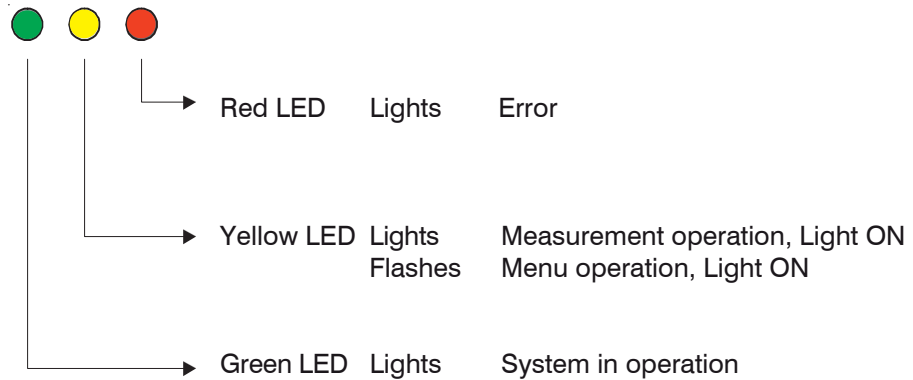 Red LED Lights Error
Yellow LED Lights Measurement operation, Light ON
Flashes Menu operation, Light ON
Green LED Lights System in operation